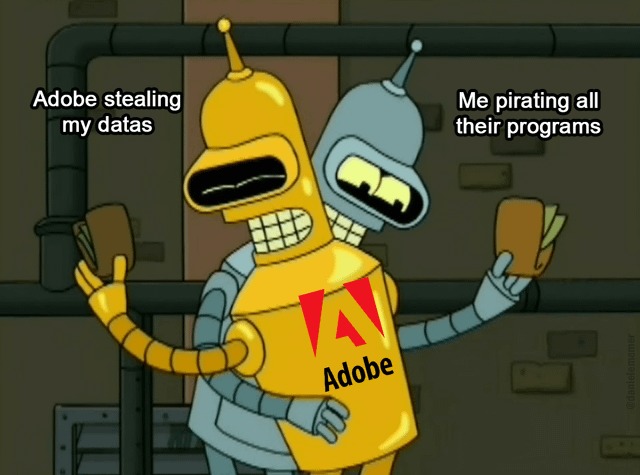 Adobe stealing
my datas
Me pirating all
their programs
Adobe